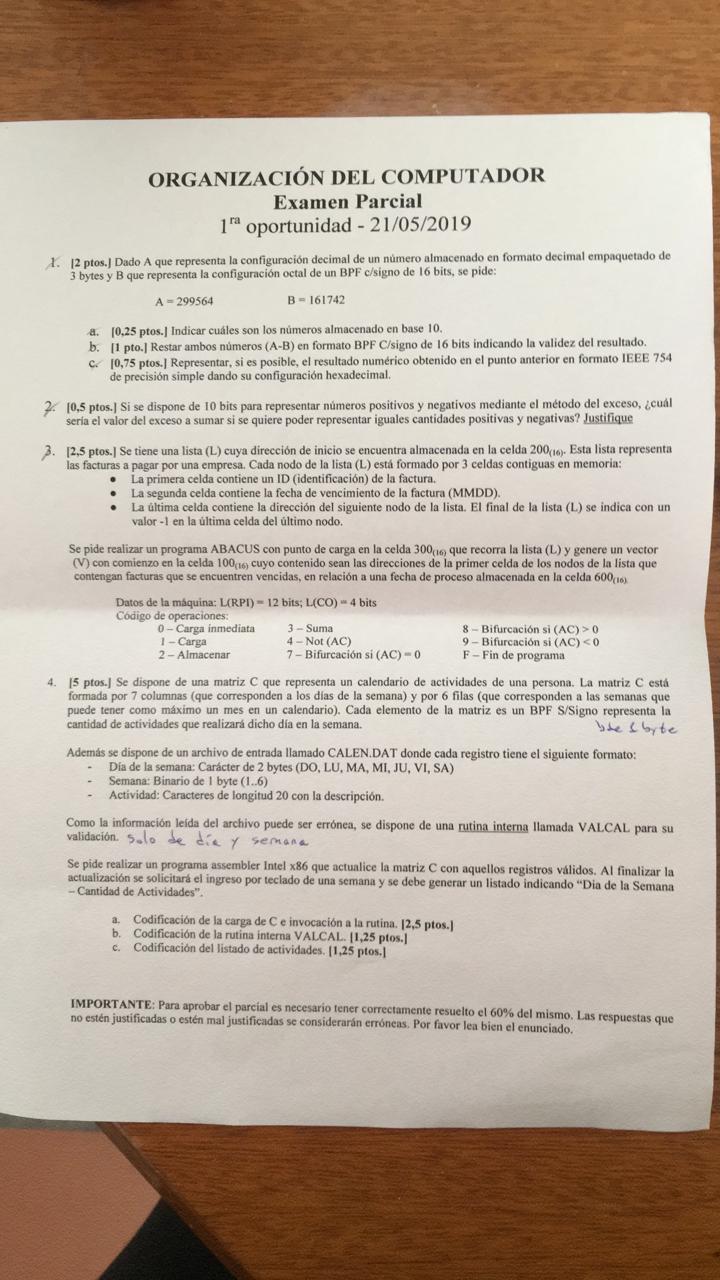 ORGANIZACIÓN DEL COMPUTADOR
Examen Parcial
1ra oportunidad - 21/05/2019
1. [2 ptos.] Dado A que representa la configuración decimal de un número almacenado en formato decimal empaquetado de
3 bytes y B que representa la configuración octal de un BPF c/signo de 16 bits, se pide:
A = 299564 B = 161742
a. [0,25 ptos.] Indicar cuáles son los números almacenado en base 10.
b. [1 pto.] Restar ambos números (A-B) en formato BPF C/signo de 16 bits indicando la validez del resultado.
c. [0,75 ptos.] Representar, si es posible, el resultado numérico obtenido en el punto anterior en formato IEEE 754
de precisión simple dando su configuración hexadecimal.
2. [0,5 ptos.] Si se dispone de 10 bits para representar números positivos y negativos mediante el método del exceso, ¿cuál
sería el valor del exceso a sumar si se quiere poder representar iguales cantidades positivas y negativas? Justifique
3. [2,5 ptos.] Se tiene una lista (L) cuya dirección de inicio se encuentra almacenada en la celda 200(16). Esta lista representa
las facturas a pagar por una empresa. Cada nodo de la lista (L) está formado por 3 celdas contiguas en memoria:
• La primera celda contiene un ID (identificación) de la factura.
• La segunda celda contiene la fecha de vencimiento de la factura (MMDD).
• La última celda contiene la dirección del siguiente nodo de la lista. El final de la lista (L) se indica con un
valor -1 en la última celda del último nodo.
Se pide realizar un programa ABACUS con punto de carga en la celda 300(16) que recorra la lista (L) y genere un vector
(V) con comienzo en la celda 100(16) cuyo contenido sean las direcciones de la primer celda de los nodos de la lista que
contengan facturas que se encuentren vencidas, en relación a una fecha de proceso almacenada en la celda 600(16)
Datos de la máquina: L(RPI) = 12 bits; L(CO) = 4 bits
Código de operaciones:
0 – Carga inmediata 3 – Suma 8 – Bifurcación si (AC) > 0
1 – Carga 4 – Not (AC) 9 – Bifurcación si (AC) < 0
2 – Almacenar 7 – Bifurcación si (AC) = 0 F – Fin de programa
4. [5 ptos.] Se dispone de una matriz C que representa un calendario de actividades de una persona. La matriz C está
formada por 7 columnas (que corresponden a los días de la semana) y por 6 filas (que corresponden a las semanas que
puede tener como máximo un mes en un calendario). Cada elemento de la matriz es un BPF S/Signo representa la
cantidad de actividades que realizará dicho día en la semana.
de 1 byte
Además se dispone de un archivo de entrada llamado CALEN.DAT donde cada registro tiene el siguiente formato:
- Día de la semana: Carácter de 2 bytes (DO, LU, MA, MI, JU, VI, SA)
- Semana: Binario de 1 byte (1..6)
- Actividad: Caracteres de longitud 20 con la descripción.
Como la información leída del archivo puede ser errónea, se dispone de una rutina interna llamada VALCAL para su
validación. solo de día y semana
Se pide realizar un programa assembler Intel x86 que actualice la matriz C con aquellos registros válidos. Al finalizar la
actualización se solicitará el ingreso por teclado de una semana y se debe generar un listado indicando “Dia de la Semana
– Cantidad de Actividades”.
a. Codificación de la carga de C e invocación a la rutina. [2,5 ptos.]
b. Codificación de la rutina interna VALCAL. [1,25 ptos.]
c. Codificación del listado de actividades. [1,25 ptos.]
IMPORTANTE: Para aprobar el parcial es necesario tener correctamente resuelto el 60% del mismo. Las respuestas que
no estén justificadas o estén mal justificadas se considerarán erróneas. Por favor lea bien el enunciado.